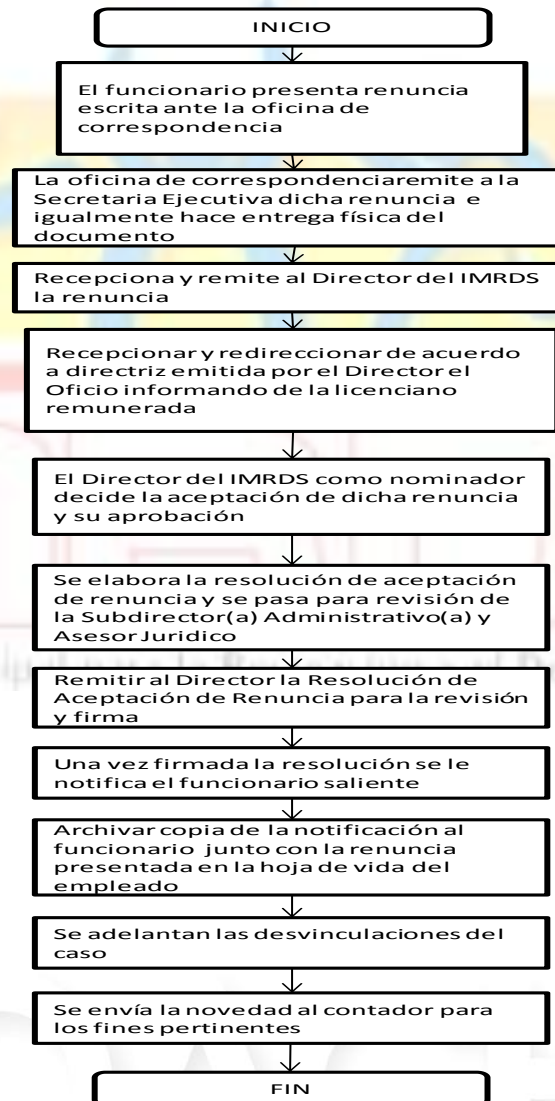 INICIO
El funcionario presenta renuncia
escrita ante la oficina de
correspondencia
La oficina de correspondenciaremite a la
Secretaria Ejecutiva dicha renuncia e
igualmente hace entrega física del
documento
Recepciona y remite al Director del IMRDS
la renuncia
Recepcionar y redireccionar de acuerdo
a directriz emitida por el Director el
Oficio informando de la licenciano
remunerada
El Director del IMRDS como nominador
decide la aceptación de dicha renuncia
y su aprobación
Se elabora la resolución de aceptación
de renuncia y se pasa para revisión de
la Subdirector(a) Administrativo(a) y
Asesor Juridico
Remitir al Director la Resolución de
Aceptación de Renuncia para la revisión
y firma
Una vez firmada la resolución se le
notifica el funcionario saliente
Archivar copia de la notificación al
funcionario junto con la renuncia
presentada en la hoja de vida del
empleado
Se adelantan las desvinculaciones del
caso
Se envía la novedad al contador para
los fines pertinentes
FIN